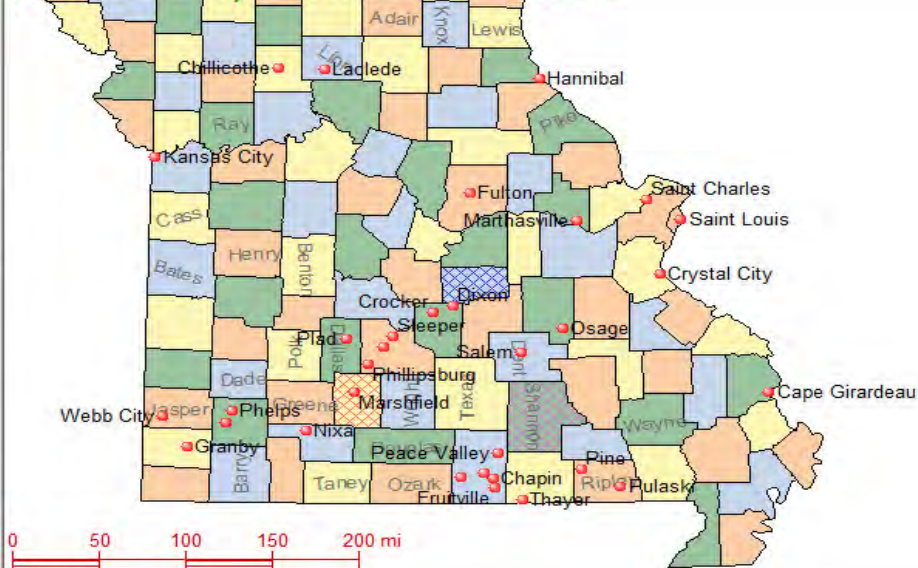 Adair
Knox
Lewis
Linn
Chillicothe
Laclede
Hannibal
Ray
Pike
Kansas City
Fulton
Saint Charles
Marthasville
Saint Louis
Cass
Henry
Benton
Bates
Crystal City
Dixon
Crocker
Sleeper
Osage
Plad
Dallas
Polk
Salem
Dent
Phillipsburg
Dade
Marshfield
Greene
Texas
Shannon
Cape Girardeau
Webb City
Jasper
Phelps
Nixa
Wayne
Granby
Barry
Peace Valley
Pine
Taney
Ozark
Chapin
Ripley
Pulaski
Fruitville
Thayer
0 50 100 150 200 mi